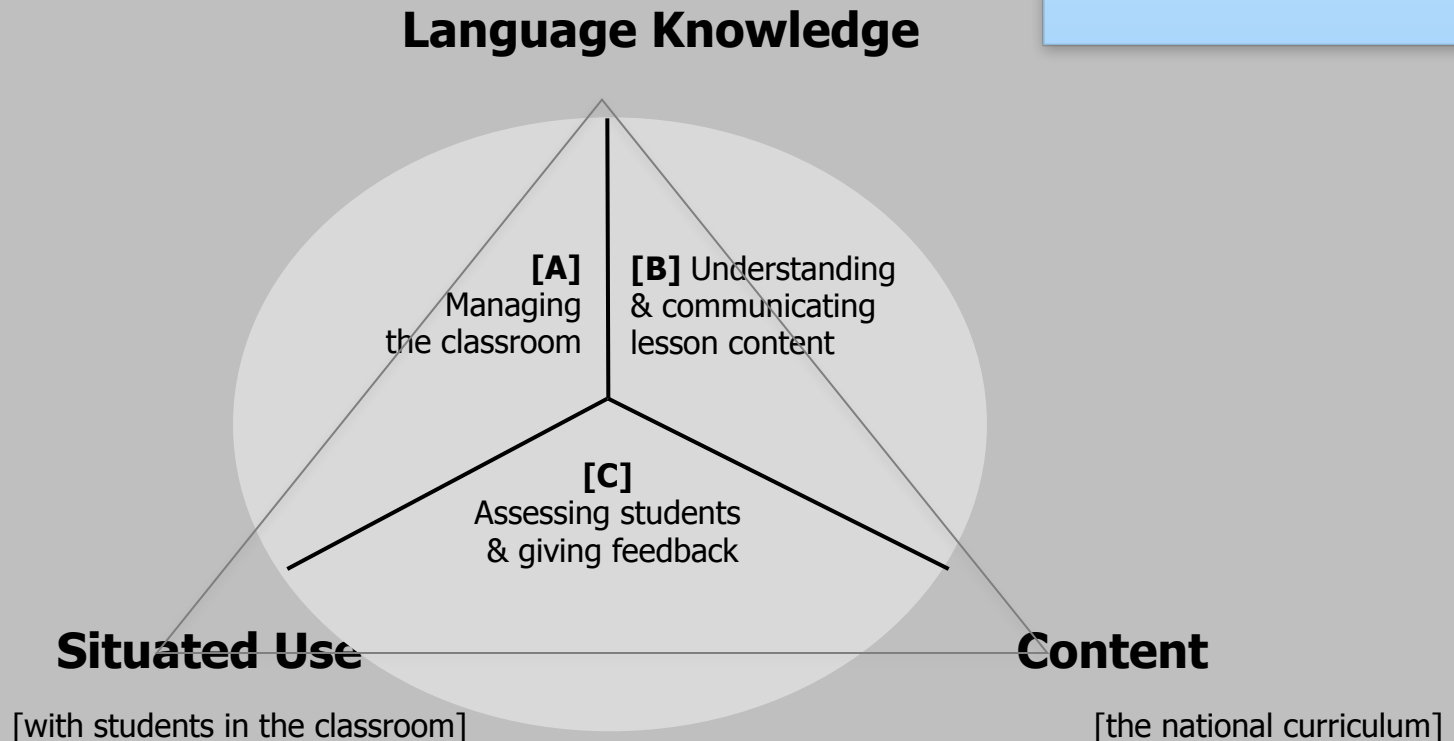 Language Knowledge
[A]
Managing
the classroom
[B] Understanding
& communicating
lesson content
[C]
Assessing students
& giving feedback
Situated Use
[with students in the classroom]
Content
[the national curriculum]